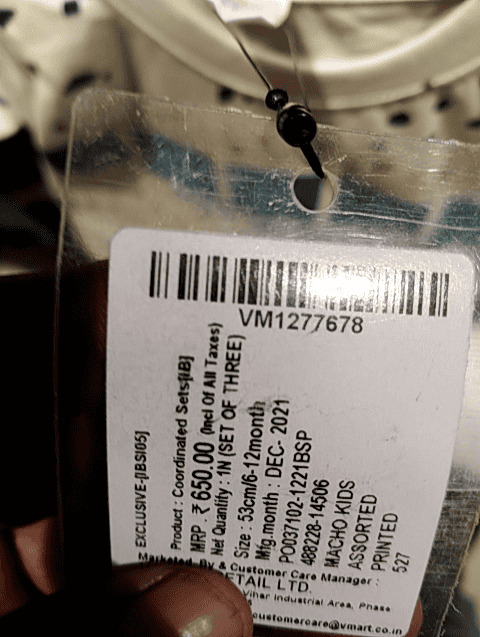 VM1277678
EXCLUSIVE-[IBSI05]
Product : Coordinated Sets[IB]
MRP : ₹ 650.00 (Incl Of All Taxes)
Net Quantity : 1N (SET OF THREE)
Size : 53cm/6-12month
Mfg.month : DEC- 2021
PO037102-1221BSP
488228-14506
MACHO KIDS
ASSORTED
PRINTED
527
Marketed By & Customer Care Manager :
ETAIL LTD.
Vihar Industrial Area, Phase
customercare@vmart.co.in